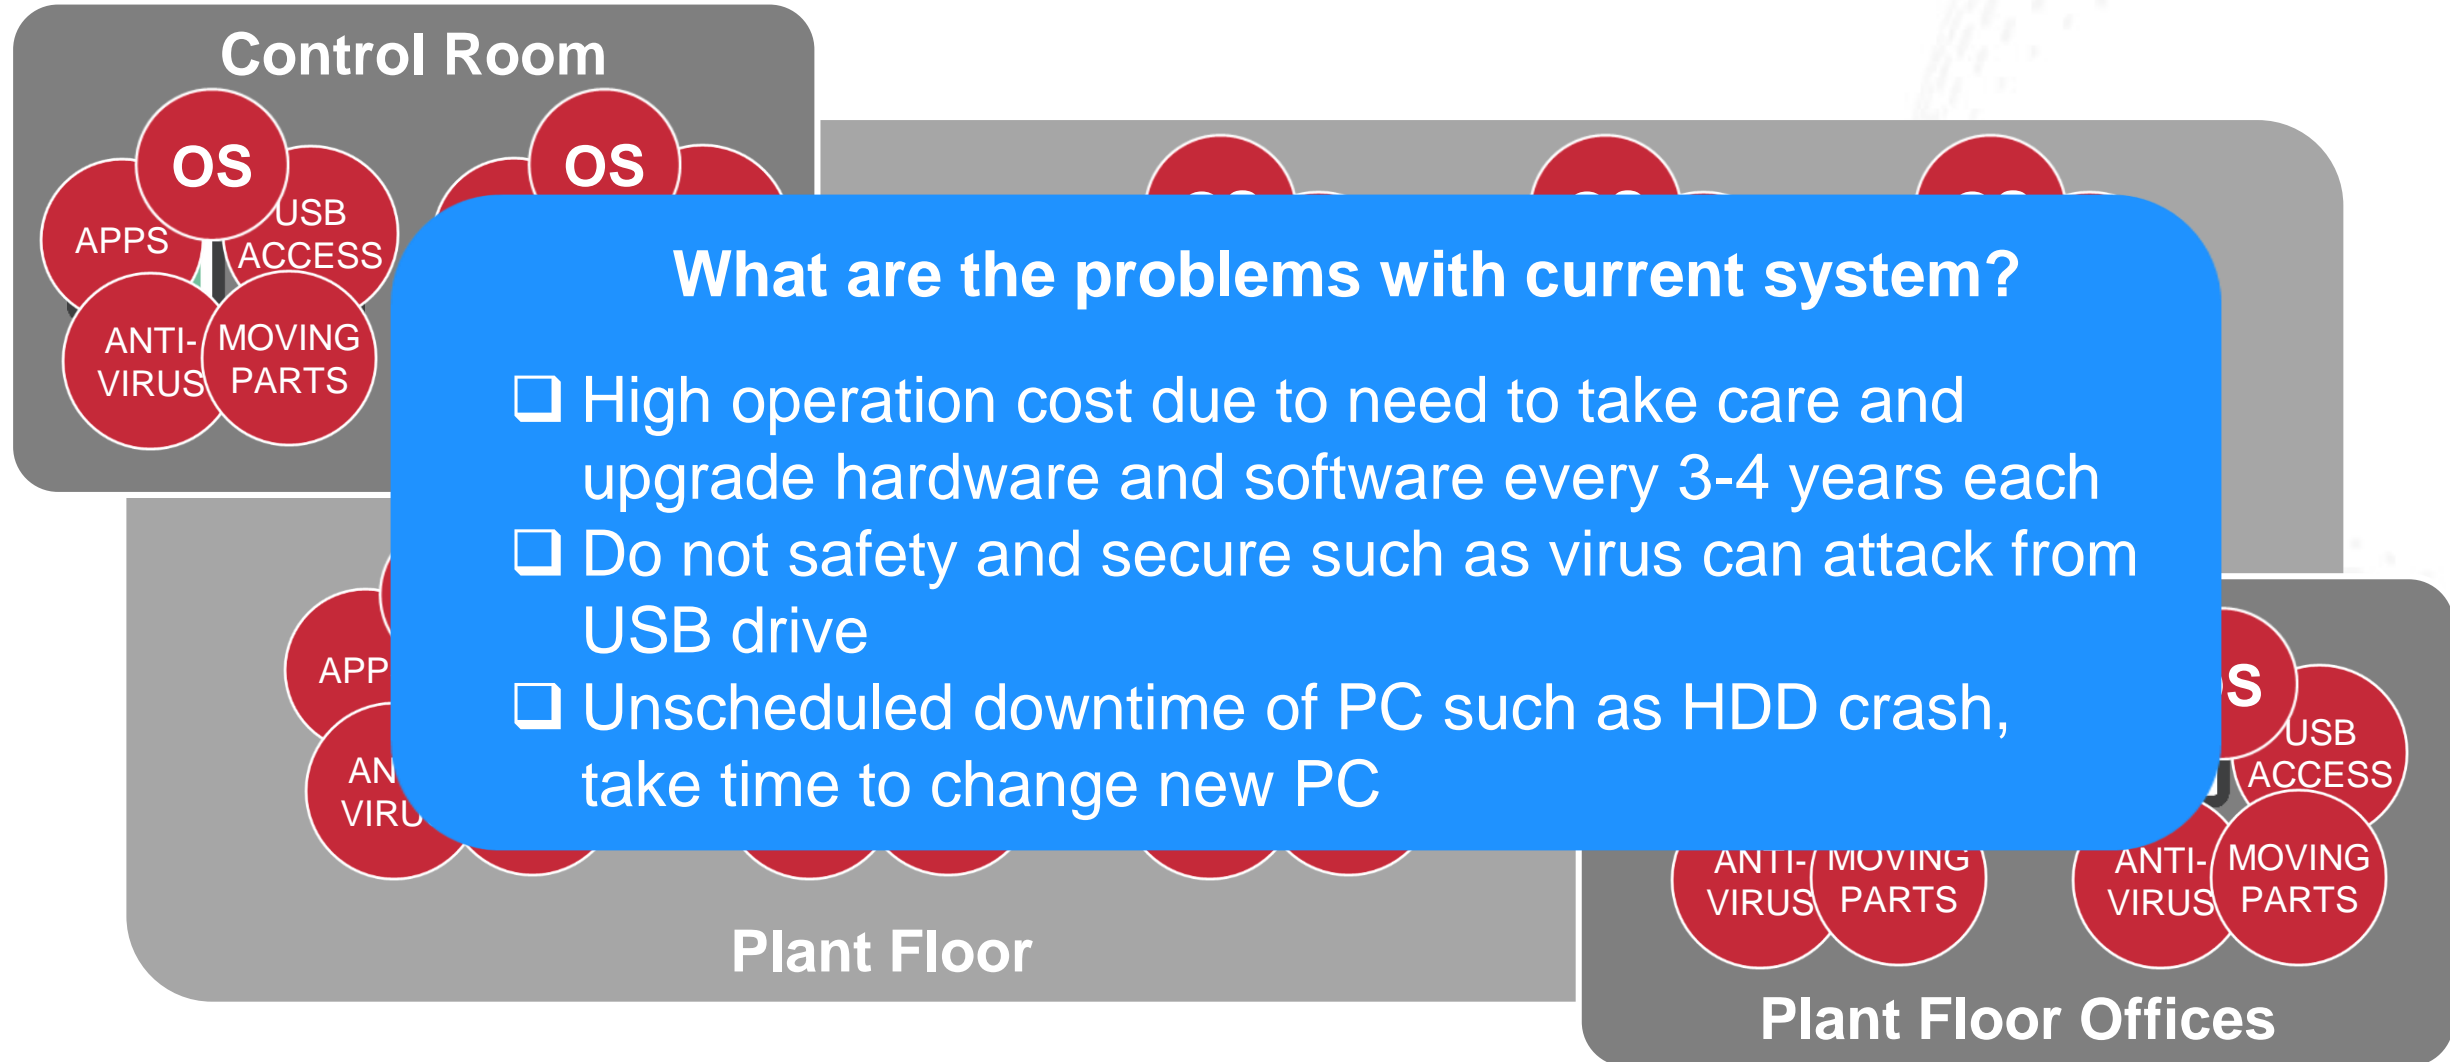 Control Room
OS
APPS
USB
ACCESS
ANTI-
VIRUS
MOVING
PARTS
OS
What are the problems with current system?
❑ High operation cost due to need to take care and
upgrade hardware and software every 3-4 years each
❑ Do not safety and secure such as virus can attack from
USB drive
❑ Unscheduled downtime of PC such as HDD crash,
take time to change new PC
Plant Floor
USB
ACCESS
ANTI-
VIRUS
MOVING
PARTS
ANTI-
VIRUS
MOVING
PARTS
Plant Floor Offices